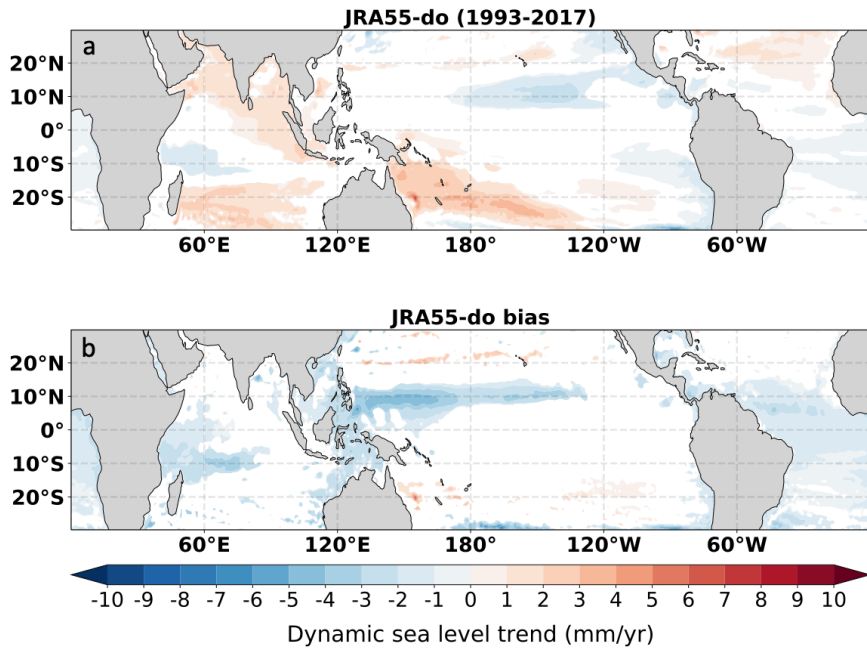 JRA55-do (1993-2017)
a
20°N
10°N
0°
10°S
20°S
60°E 120°E 180° 120°W 60°W
JRA55-do bias
b
20°N
10°N
0°
10°S
20°S
60°E 120°E 180° 120°W 60°W
-10 -9 -8 -7 -6 -5 -4 -3 -2 -1 0 1 2 3 4 5 6 7 8 9 10
Dynamic sea level trend (mm/yr)